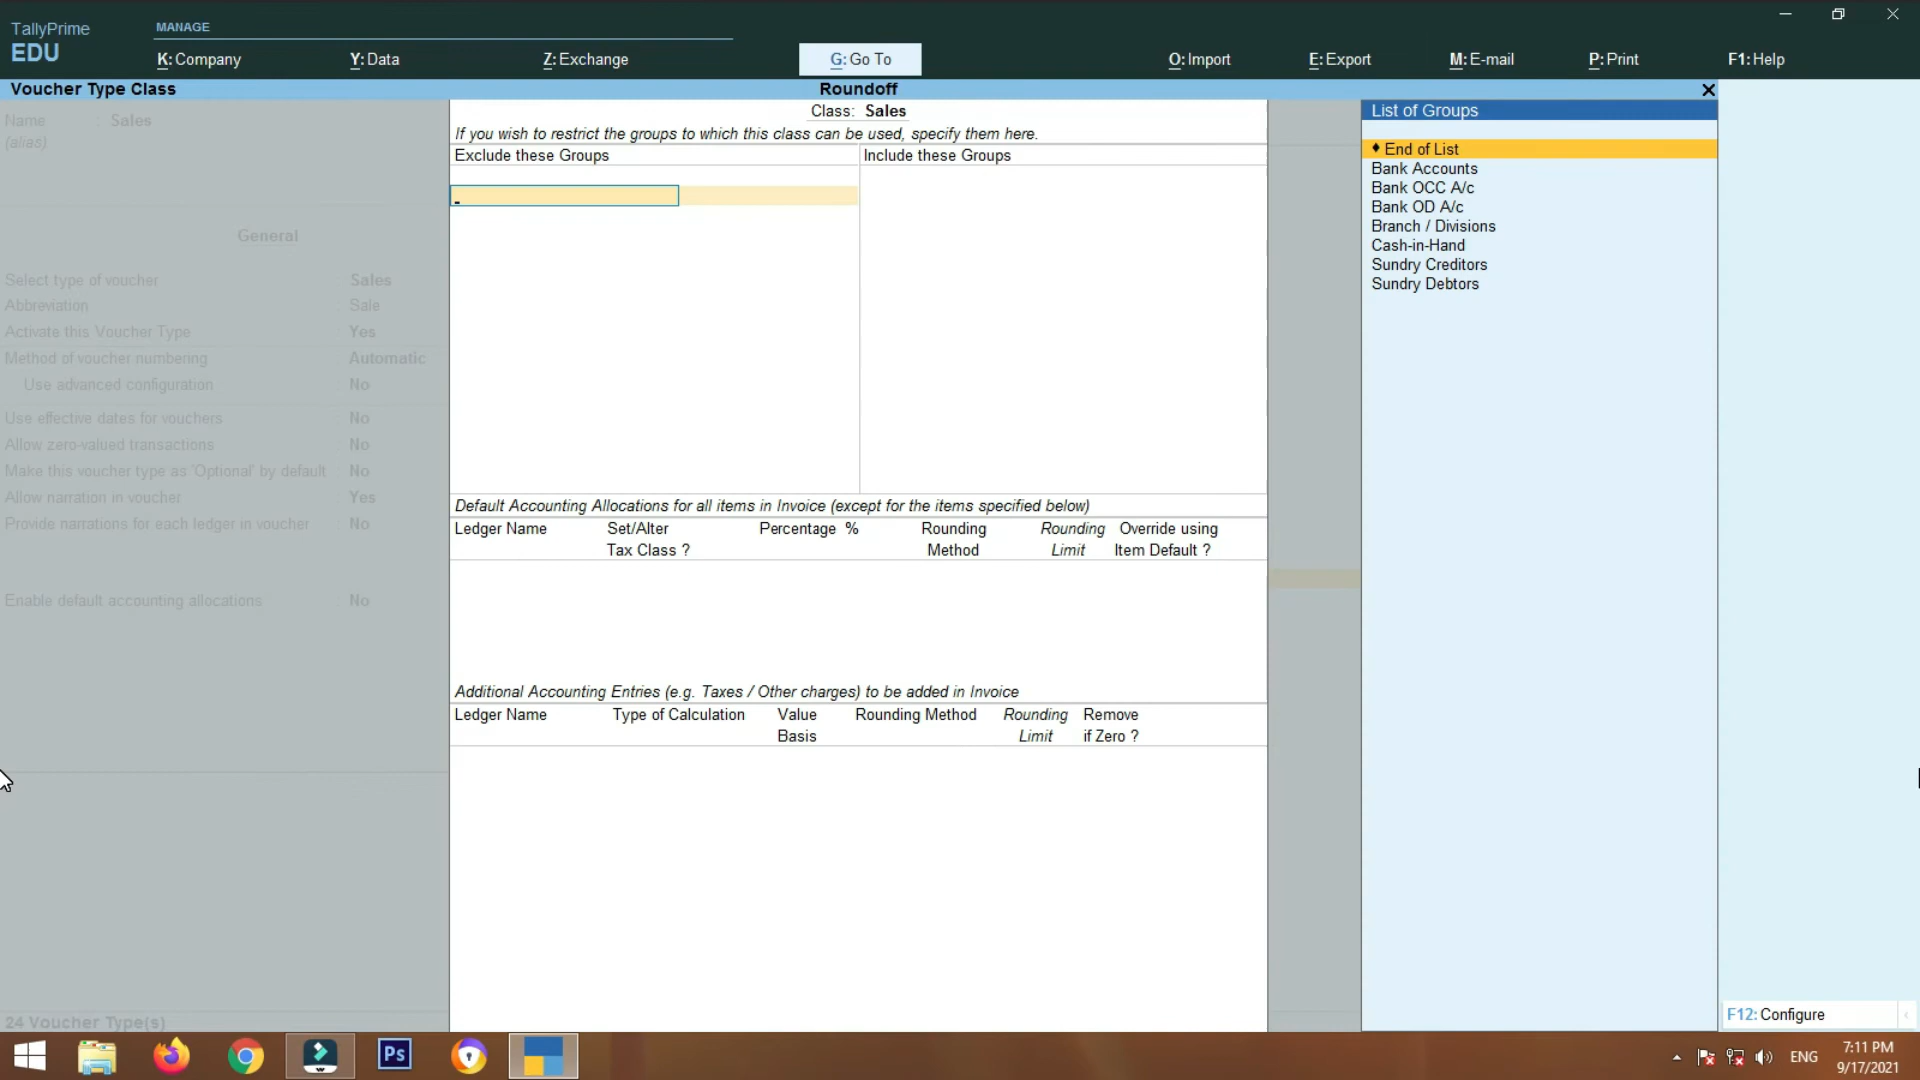 TallyPrime
EDU
MANAGE
K: Company
Y: Data
Z: Exchange
G: Go To
O: Import
E: Export
M: E-mail
P: Print
F1: Help
Voucher Type Class
Roundoff
Name : Sales
(alias)
General
Select type of voucher Sales
Abbreviation Sale
Activate this Voucher Type Yes
Method of voucher numbering Automatic
Use advanced configuration No
Use effective dates for vouchers No
Allow zero-valued transactions No
Make this voucher type as 'Optional' by default No
Allow narration in voucher Yes
Provide narrations for each ledger in voucher No
Enable default accounting allocations No
24 Voucher Type(s)
Class: Sales
If you wish to restrict the groups to which this class can be used, specify them here.
Exclude these Groups
Include these Groups
Default Accounting Allocations for all items in Invoice (except for the items specified below)
Ledger Name Set/Alter Percentage % Rounding Rounding Override using
Tax Class ? Method Limit Item Default ?
Additional Accounting Entries (e.g. Taxes / Other charges) to be added in Invoice
Ledger Name Type of Calculation Value Rounding Method Rounding Remove
Basis Limit if Zero ?
List of Groups
♦ End of List
Bank Accounts
Bank OCC A/c
Bank OD A/c
Branch / Divisions
Cash-in-Hand
Sundry Creditors
Sundry Debtors
F12: Configure
Ps
ENG
7:11 PM
9/17/2021